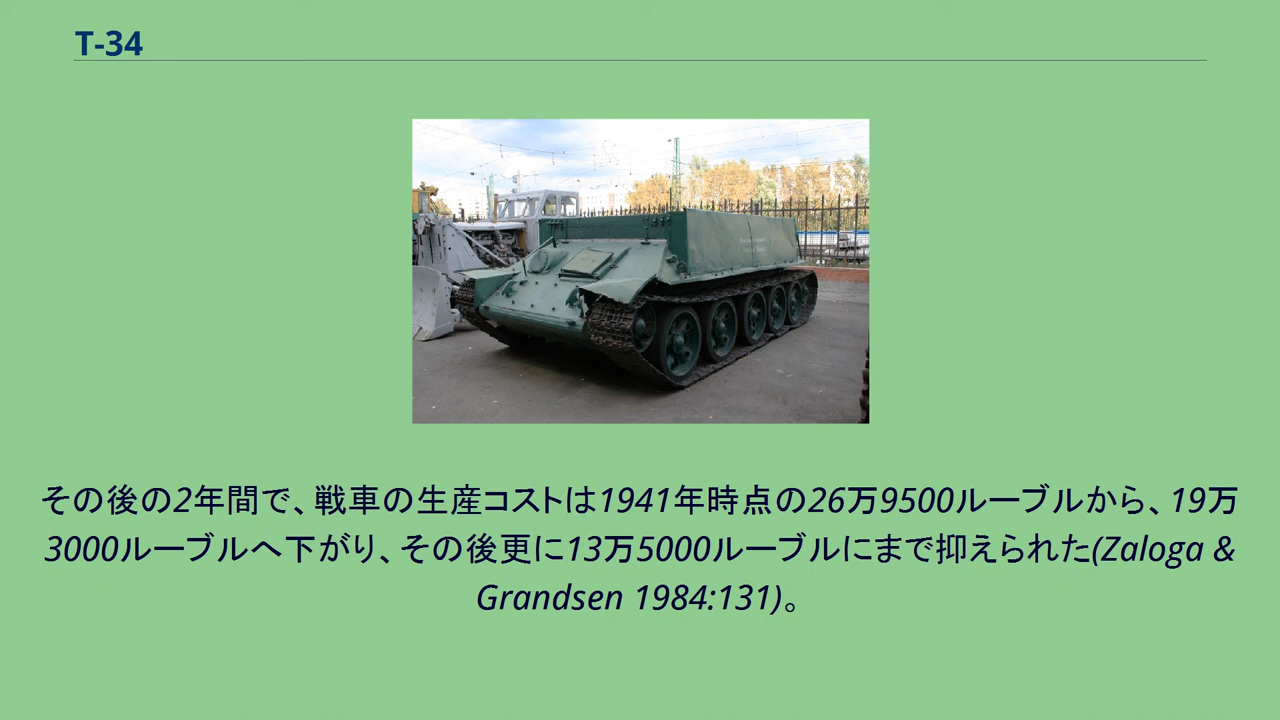 T-34
その後の2年間で、戦車の生産コストは1941年時点の26万9500ルーブルから、19万
3000ルーブルへ下がり、その後更に13万5000ルーブルにまで抑えられた(Zaloga &
Grandsen 1984:131)。